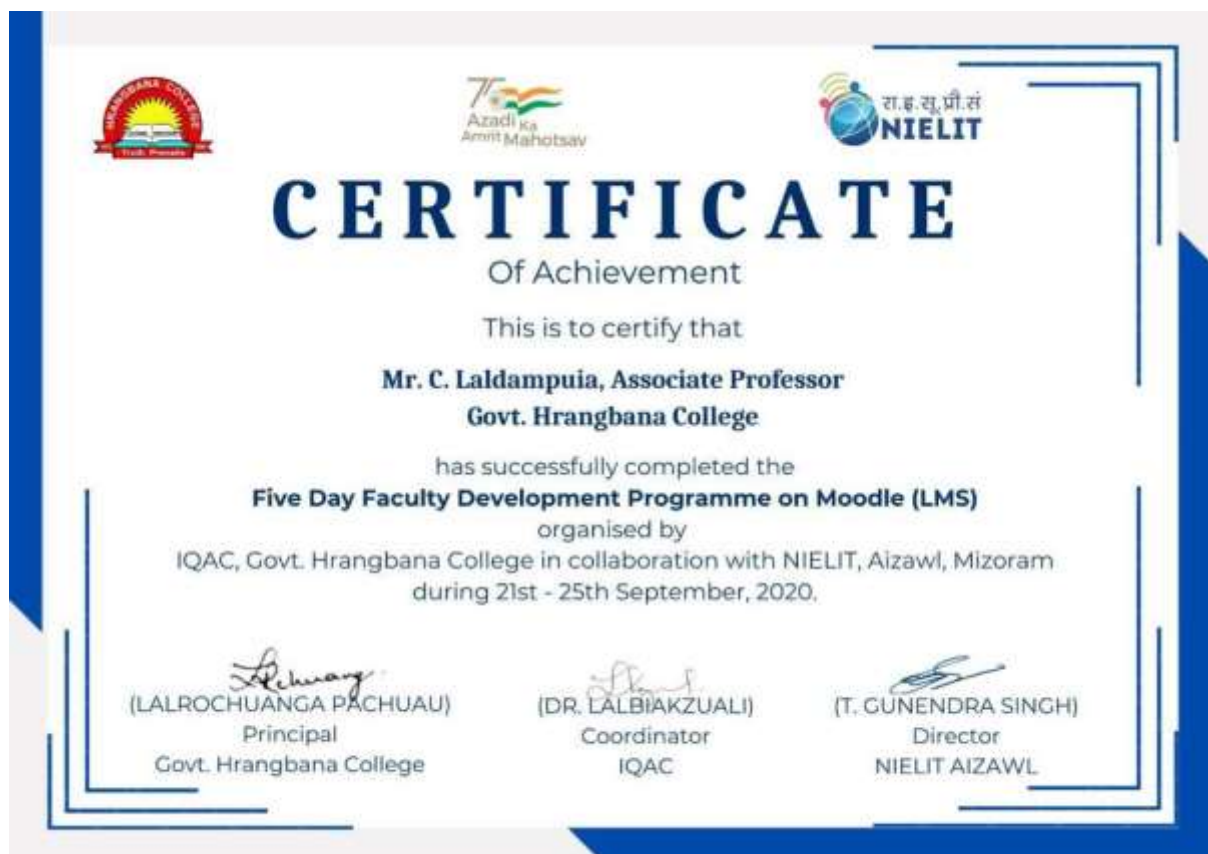 HRANGBANA COLLEGE
75
Azadi Ka
Amrit Mahotsav
रा.इ.सू.प्रौ.सं
NIELIT
CERTIFICATE
Of Achievement
This is to certify that
Mr. C. Laldampuia, Associate Professor
Govt. Hrangbana College
has successfully completed the
Five Day Faculty Development Programme on Moodle (LMS)
organised by
IQAC, Govt. Hrangbana College in collaboration with NIELIT, Aizawl, Mizoram
during 21st - 25th September, 2020.
(LALROCHUANGA PACHUAU)
Principal
Govt. Hrangbana College
(DR. LALBIAKZUALI)
Coordinator
IQAC
(T. GUNENDRA SINGH)
Director
NIELIT AIZAWL